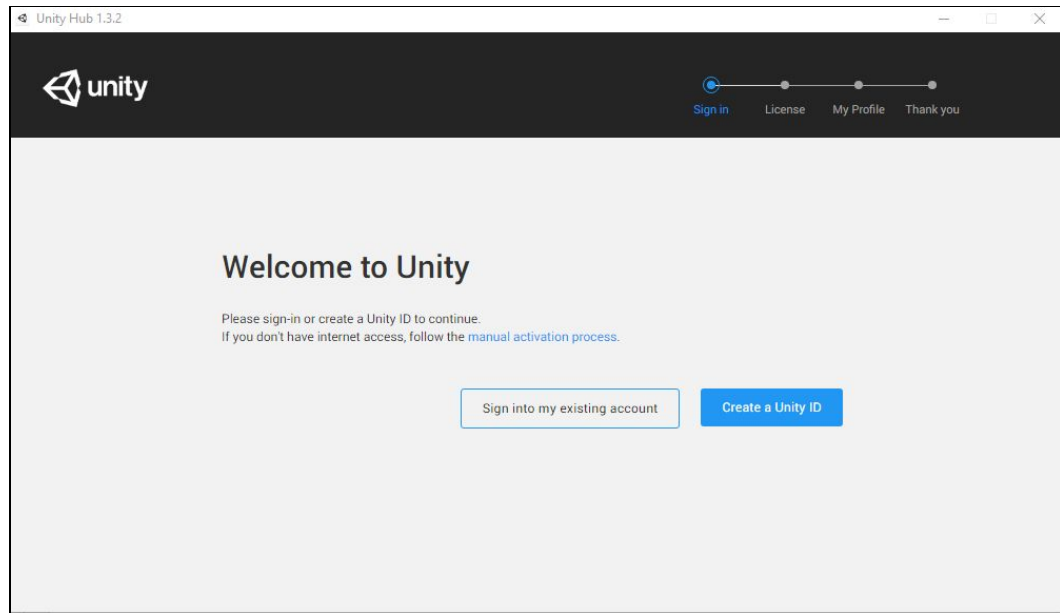 Unity Hub 1.3.2
unity
Sign in
License
My Profile
Thank you
Welcome to Unity
Please sign-in or create a Unity ID to continue.
If you don't have internet access, follow the manual activation process.
Sign into my existing account
Create a Unity ID